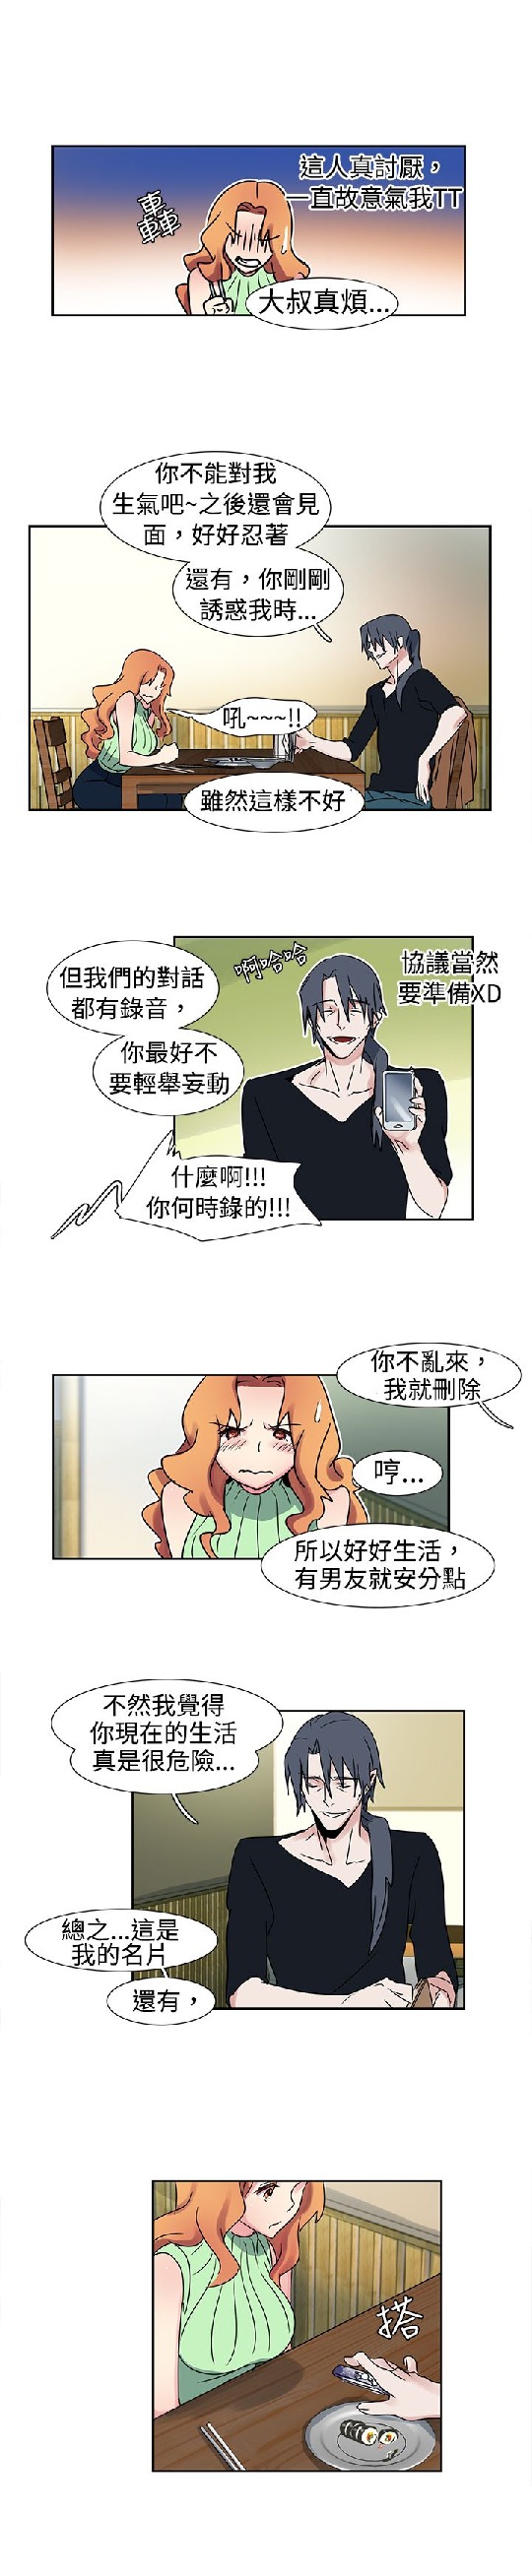 這人真討厭，
一直故意氣我TT
轟
大叔真煩...
你不能對我
生氣吧~之後還會見
面，好好忍著
還有，你剛剛
誘惑我時...
吼~~~!!
雖然這樣不好
啊哈哈
協議當然
要準備XD
但我們的對話
都有錄音，
你最好不
要輕舉妄動
什麼啊!!!
你何時錄的!!!
你不亂來，
我就刪除
哼...
所以好好生活，
有男友就安分點
不然我覺得
你現在的生活
真是很危險...
總之...這是
我的名片
還有，
搭